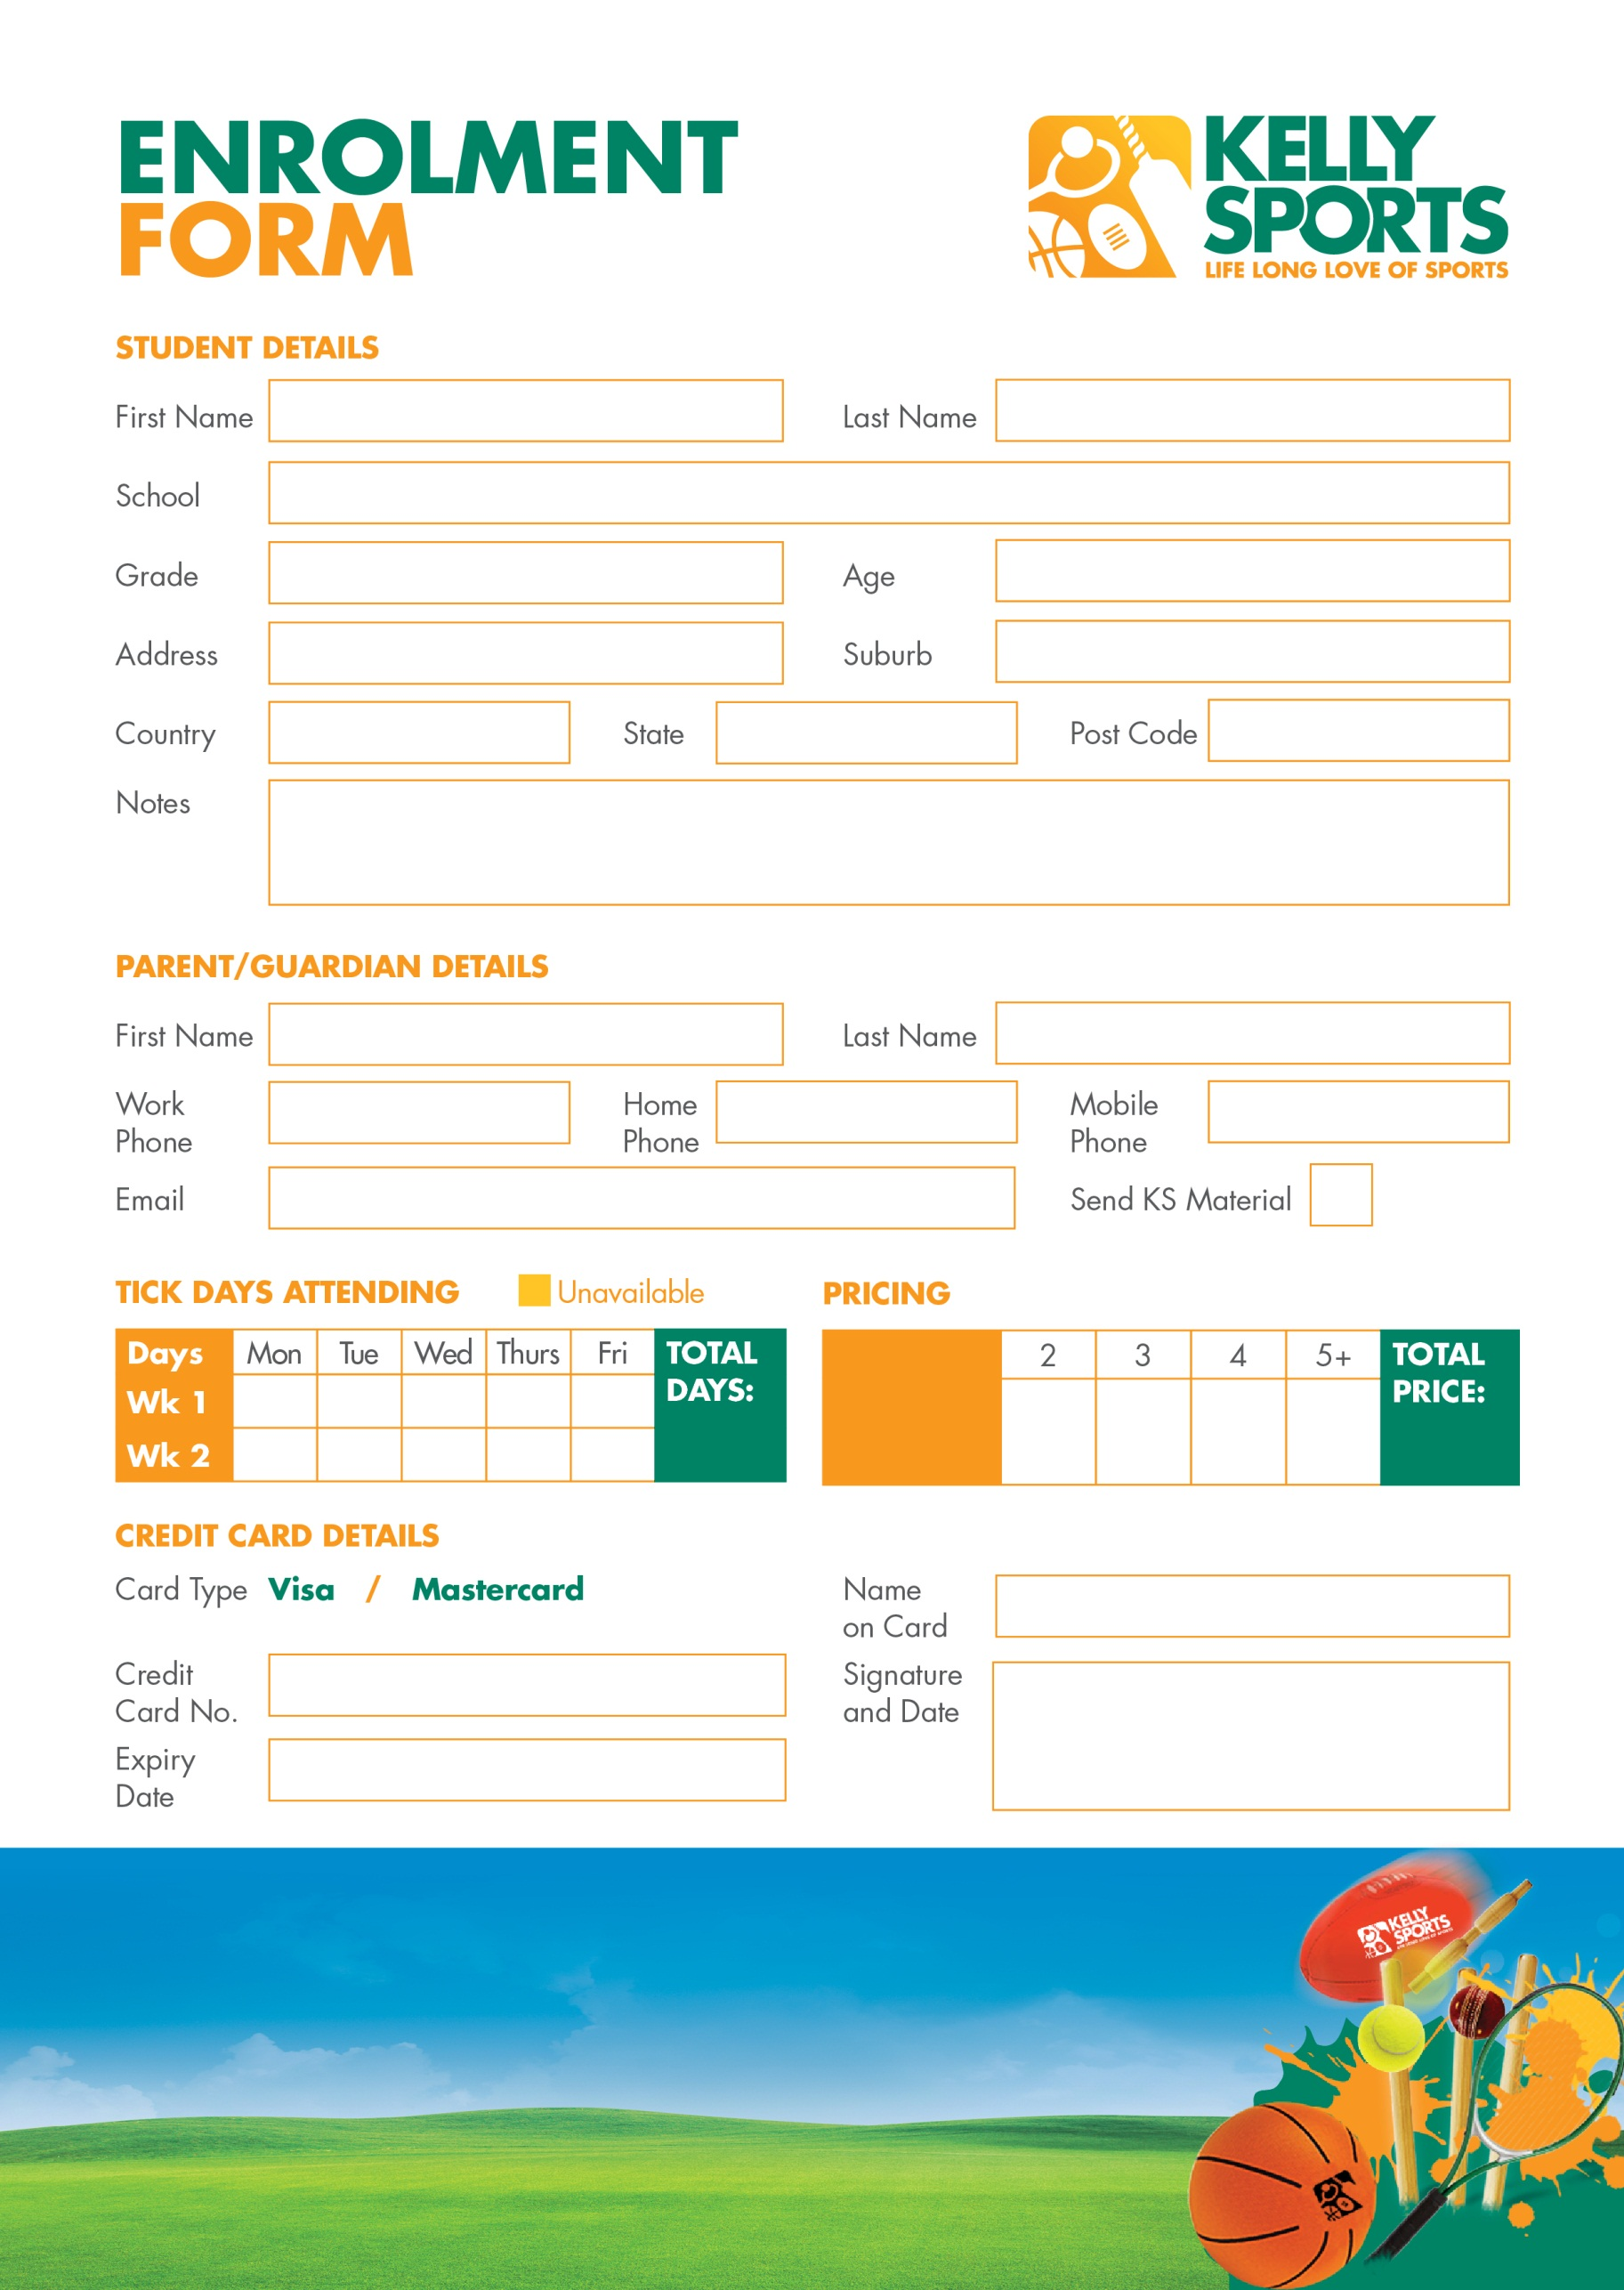 ENROLMENT
FORM
KELLY
SPORTS
LIFE LONG LOVE OF SPORTS
STUDENT DETAILS
First Name Last Name
School
Grade Age
Address Suburb
Country State Post Code
Notes
PARENT/GUARDIAN DETAILS
First Name Last Name
Work Phone Home Phone Mobile Phone
Email Send KS Material
TICK DAYS ATTENDING Unavailable
Days Mon Tue Wed Thurs Fri TOTAL DAYS:
Wk 1
Wk 2
PRICING
2 3 4 5+ TOTAL PRICE:
CREDIT CARD DETAILS
Card Type Visa / Mastercard
Name on Card
Credit Card No.
Signature and Date
Expiry Date
KELLY
SPORTS